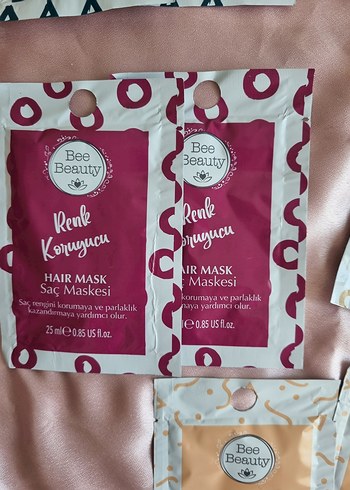 Bee
Beauty
Renk
Koruyucu
HAIR MASK
Saç Maskesi
Saç rengini korumaya ve parlaklık
kazandırmaya yardımcı olur.
25 ml ℮ 0.85 US fl.oz.
Bee
Beauty
Renk
Koruyucu
HAIR MASK
Saç Maskesi
korumaya ve parlaklık
kazandırmaya yardımcı olur.
℮ 0.85 US fl.oz.
Bee
Beauty